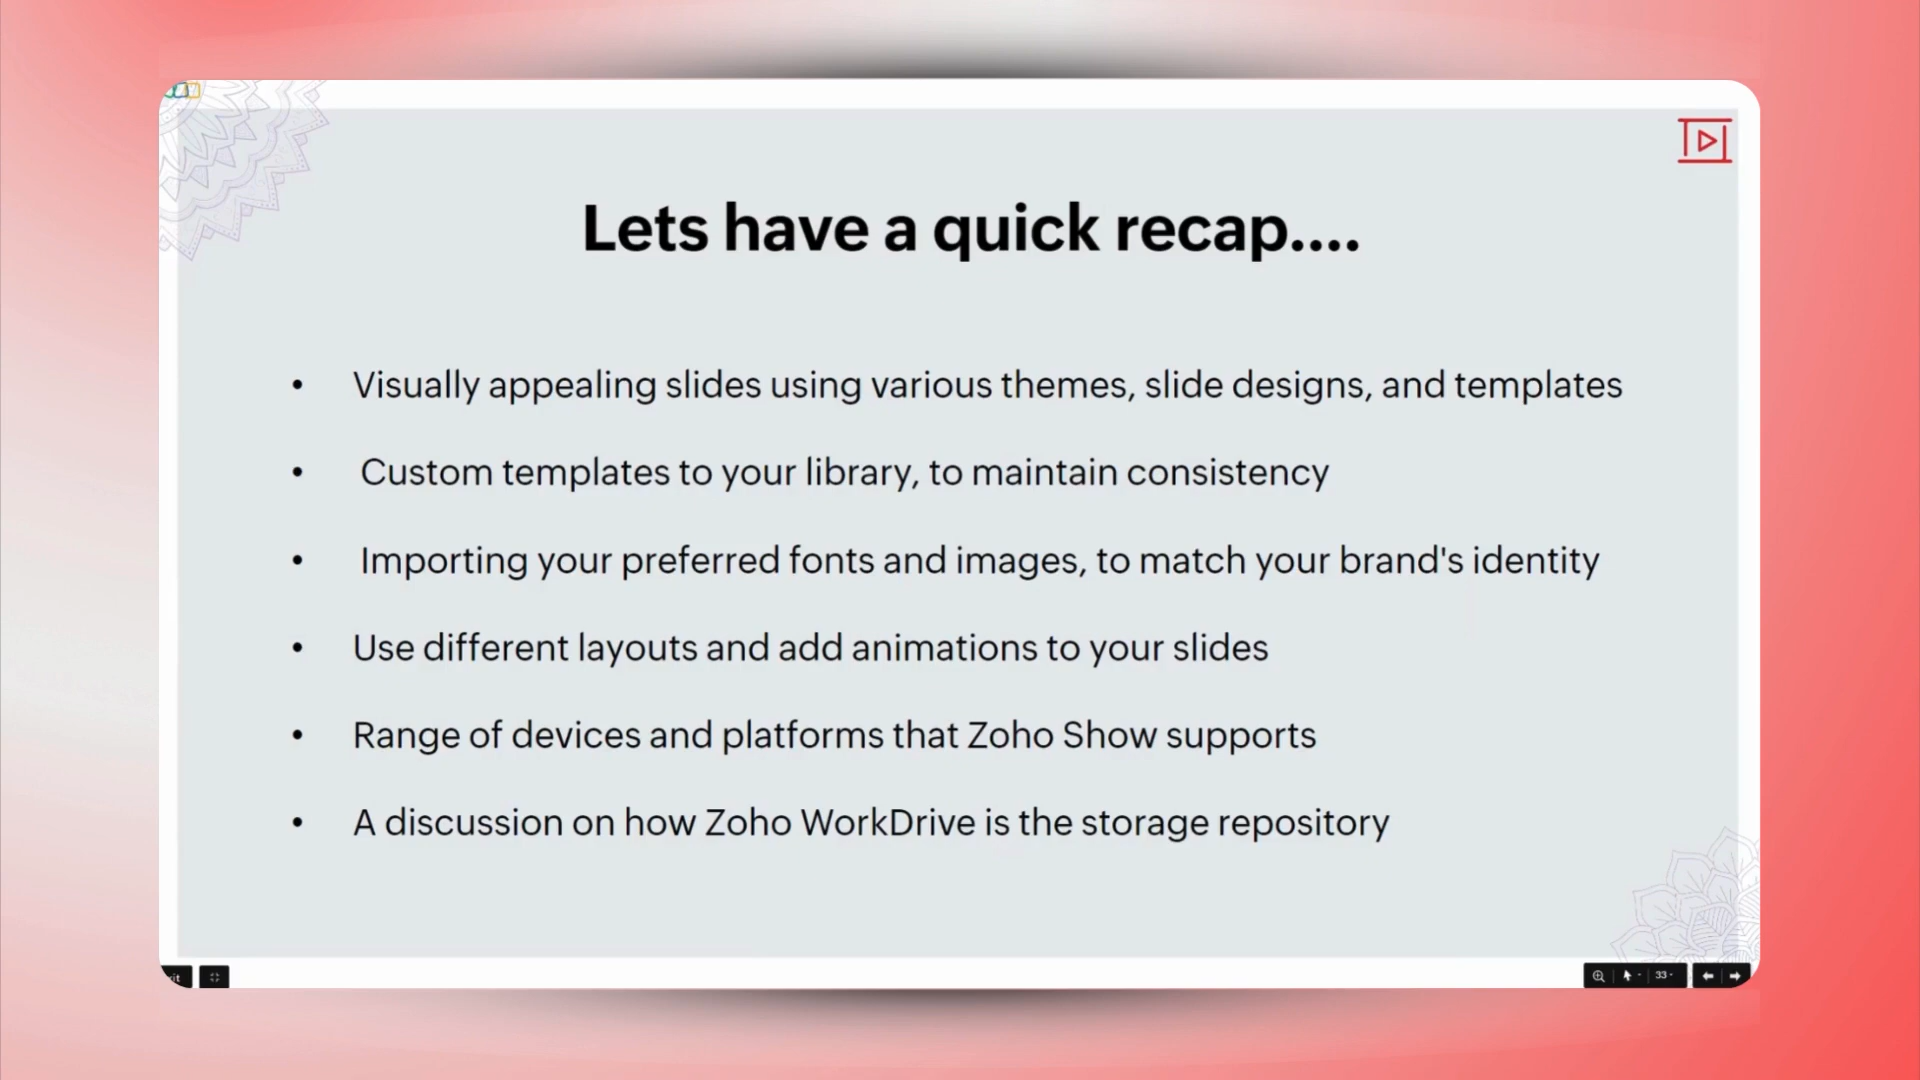 Lets have a quick recap....
• Visually appealing slides using various themes, slide designs, and templates
• Custom templates to your library, to maintain consistency
• Importing your preferred fonts and images, to match your brand's identity
• Use different layouts and add animations to your slides
• Range of devices and platforms that Zoho Show supports
• A discussion on how Zoho WorkDrive is the storage repository
33